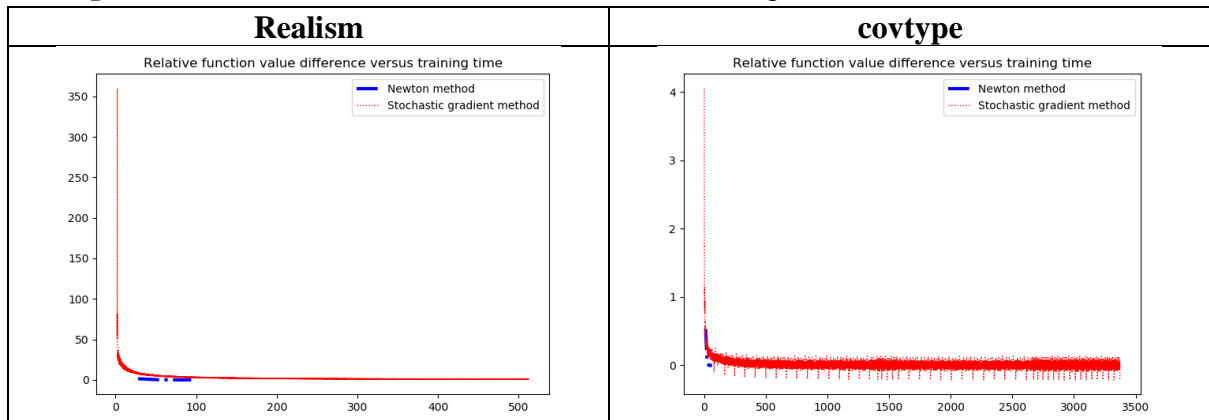 Realism
covtype
Relative function value difference versus training time
Newton method
Stochastic gradient method
350
300
250
200
150
100
50
0
0 100 200 300 400 500
Relative function value difference versus training time
Newton method
Stochastic gradient method
4
3
2
1
0
0 500 1000 1500 2000 2500 3000 3500